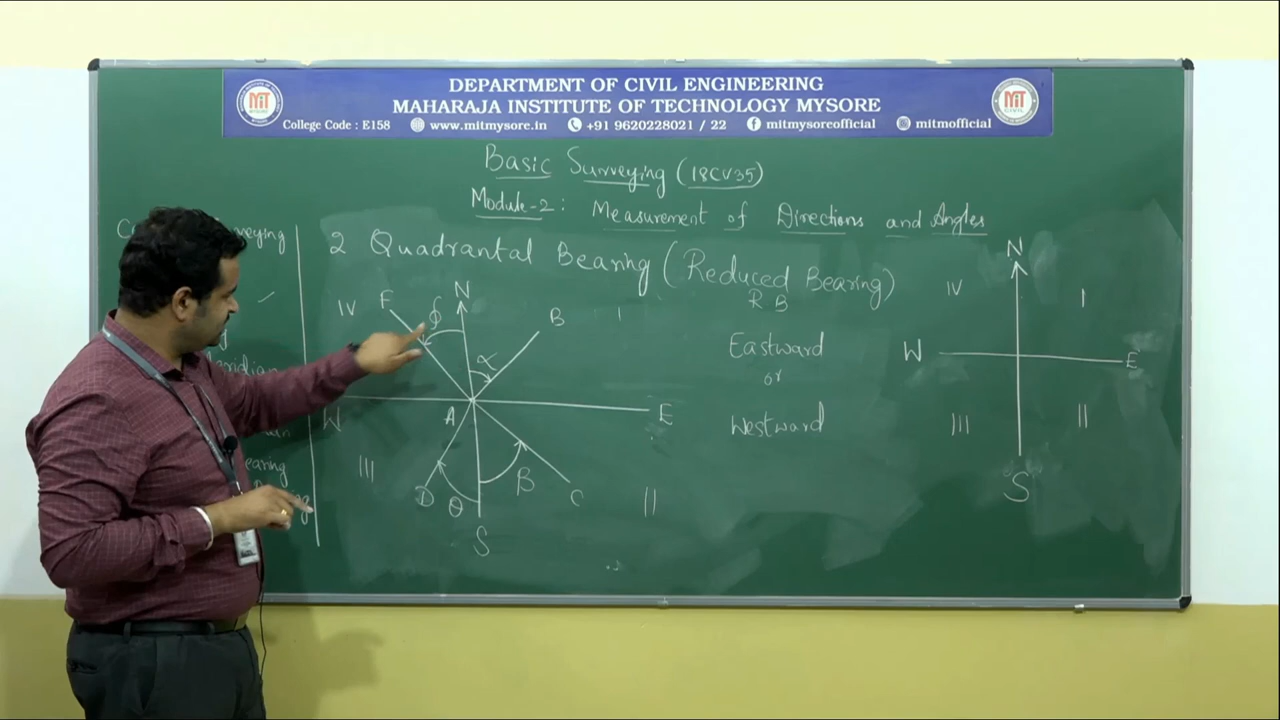 DEPARTMENT OF CIVIL ENGINEERING
MAHARAJA INSTITUTE OF TECHNOLOGY MYSORE
College Code : E158 www.mitmysore.in +91 9620228021 / 22 mitmysoreofficial mitmofficial
MIT
MIT
Basic Surveying (18CV35)
Module-2: Measurement of Directions and Angles
2 Quadrantal Bearing (Reduced Bearing)
R B
IV F ϕ N B I
α
W A E
III D θ β C II
S
Eastward
or
Westward
N
IV I
W E
III II
S